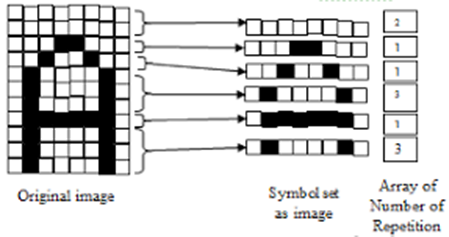 2
1
1
3
1
3
Original image
Symbol set
as image
Array of
Number of
Repetition